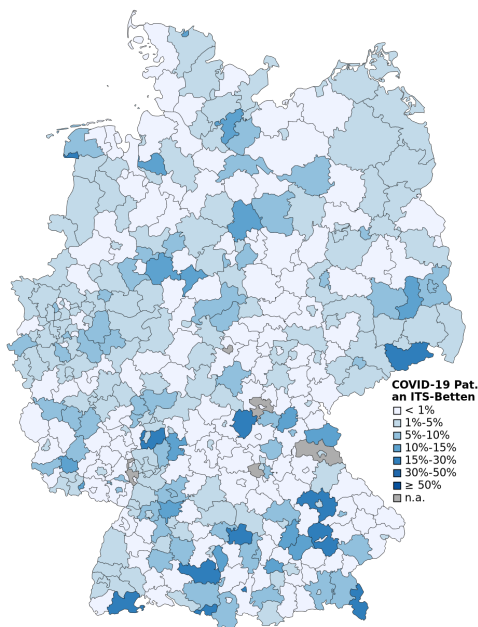 COVID-19 Pat.
an ITS-Betten
< 1%
1%-5%
5%-10%
10%-15%
15%-30%
30%-50%
≥ 50%
n.a.